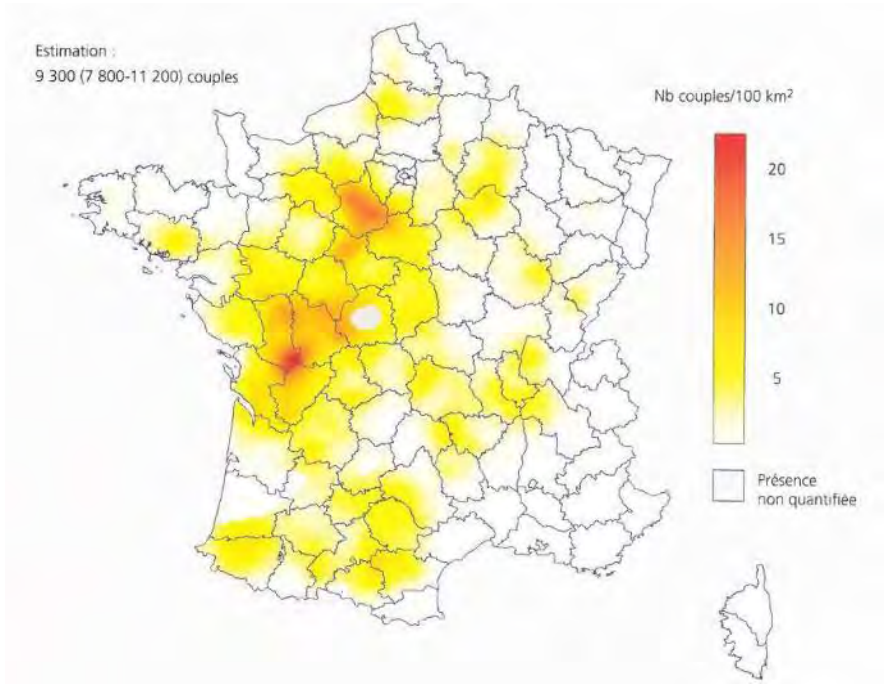 Estimation :
9 300 (7 800-11 200) couples
Nb couples/100 km²
20
15
10
5
Présence
non quantifiée